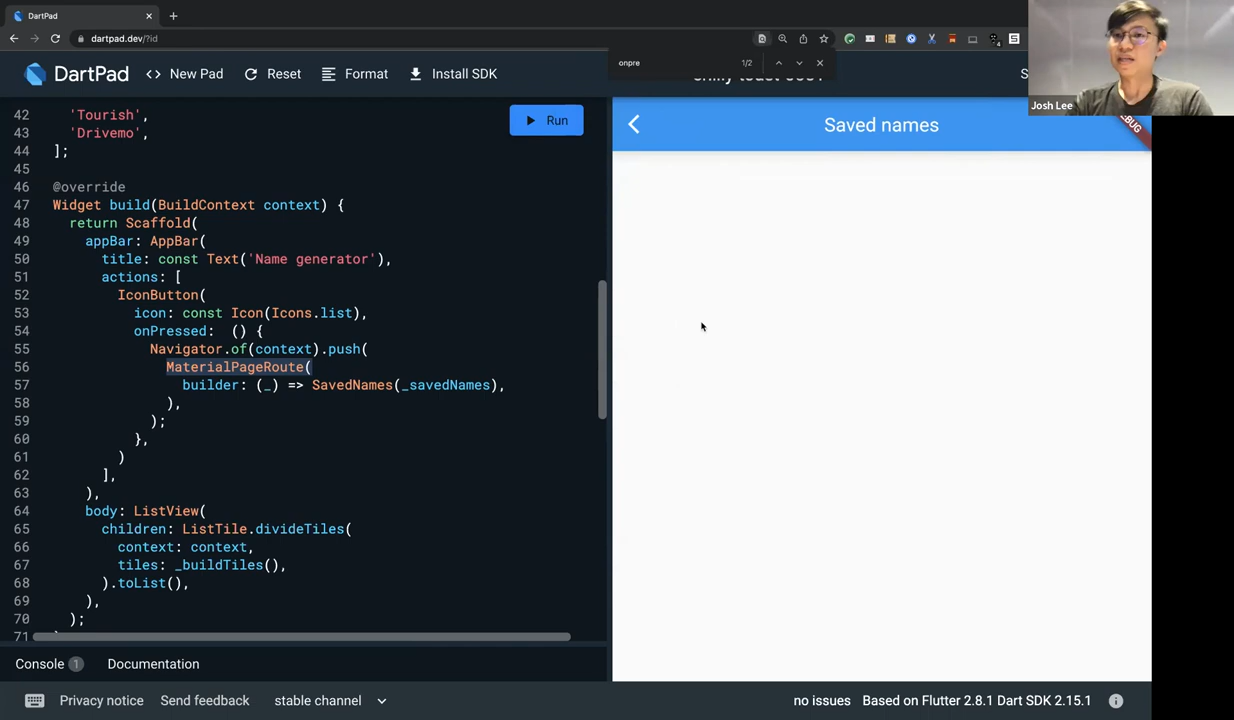 DartPad
dartpad.dev/?id
onpre
1/2
DartPad
New Pad
Reset
Format
Install SDK
Josh Lee
42 'Tourish',
43 'Drivemo',
44 ];
45
46 @override
47 Widget build(BuildContext context) {
48 return Scaffold(
49 appBar: AppBar(
50 title: const Text('Name generator'),
51 actions: [
52 IconButton(
53 icon: const Icon(Icons.list),
54 onPressed: () {
55 Navigator.of(context).push(
56 MaterialPageRoute(
57 builder: (_) => SavedNames(_savedNames),
58 ),
59 );
60 },
61 )
62 ],
63 ),
64 body: ListView(
65 children: ListTile.divideTiles(
66 context: context,
67 tiles: _buildTiles(),
68 ).toList(),
69 ),
70 );
71
Run
Saved names
Console 1
Documentation
Privacy notice
Send feedback
stable channel
no issues
Based on Flutter 2.8.1 Dart SDK 2.15.1